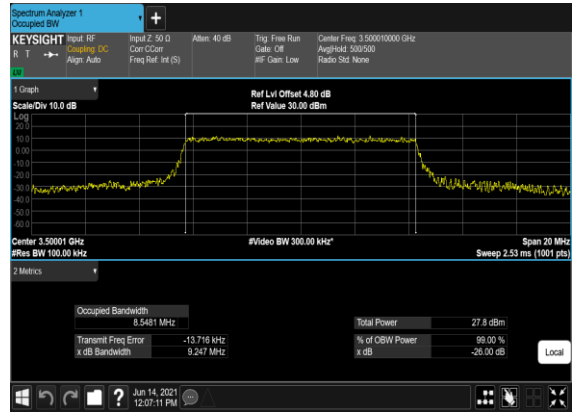 Spectrum Analyzer 1
Occupied BW
+
KEYSIGHT
R T
Input: RF
Coupling: DC
Align: Auto
Input Z: 50 Ω
Corr CCorr
Freq Ref: Int (S)
Atten: 40 dB
Trig: Free Run
Gate: Off
#IF Gain: Low
Center Freq: 3.500010000 GHz
Avg|Hold: 500/500
Radio Std: None
1 Graph
Scale/Div 10.0 dB
Ref Lvl Offset 4.80 dB
Ref Value 30.00 dBm
Log
20.0
10.0
0.00
-10.0
-20.0
-30.0
-40.0
-50.0
-60.0
Center 3.50001 GHz
#Res BW 100.00 kHz
#Video BW 300.00 kHz*
Span 20 MHz
Sweep 2.53 ms (1001 pts)
2 Metrics
Occupied Bandwidth
8.5481 MHz
Total Power 27.8 dBm
Transmit Freq Error -13.716 kHz
x dB Bandwidth 9.247 MHz
% of OBW Power 99.00 %
x dB -26.00 dB
Local
?
Jun 14, 2021
12:07:11 PM